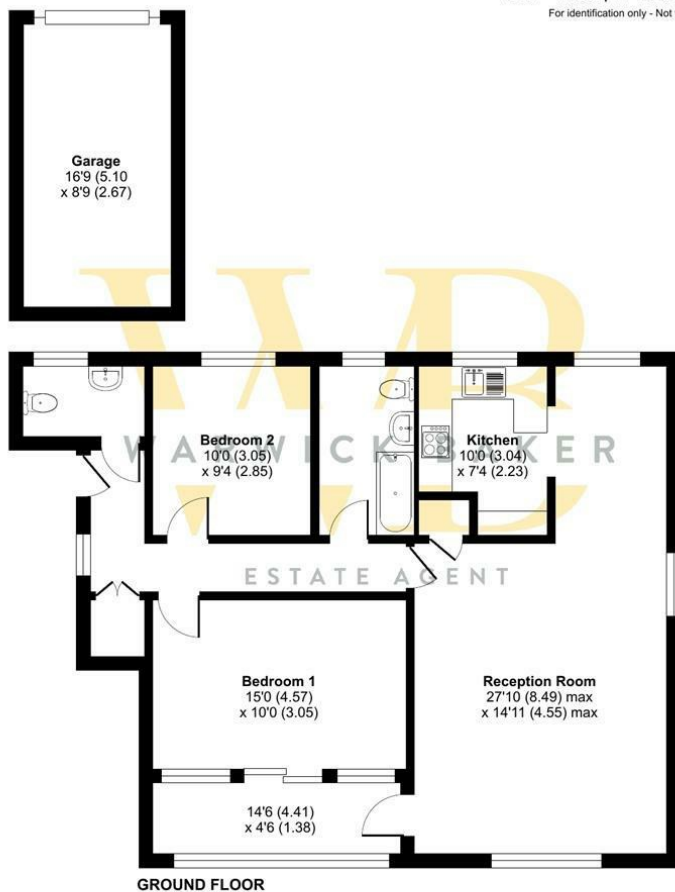 For identification only - Not
Garage
16'9 (5.10
x 8'9 (2.67)
WB
WARWICK BAKER
ESTATE AGENT
Bedroom 2
10'0 (3.05)
x 9'4 (2.85)
Kitchen
10'0 (3.04)
x 7'4 (2.23)
Bedroom 1
15'0 (4.57)
x 10'0 (3.05)
Reception Room
27'10 (8.49) max
x 14'11 (4.55) max
14'6 (4.41)
x 4'6 (1.38)
GROUND FLOOR